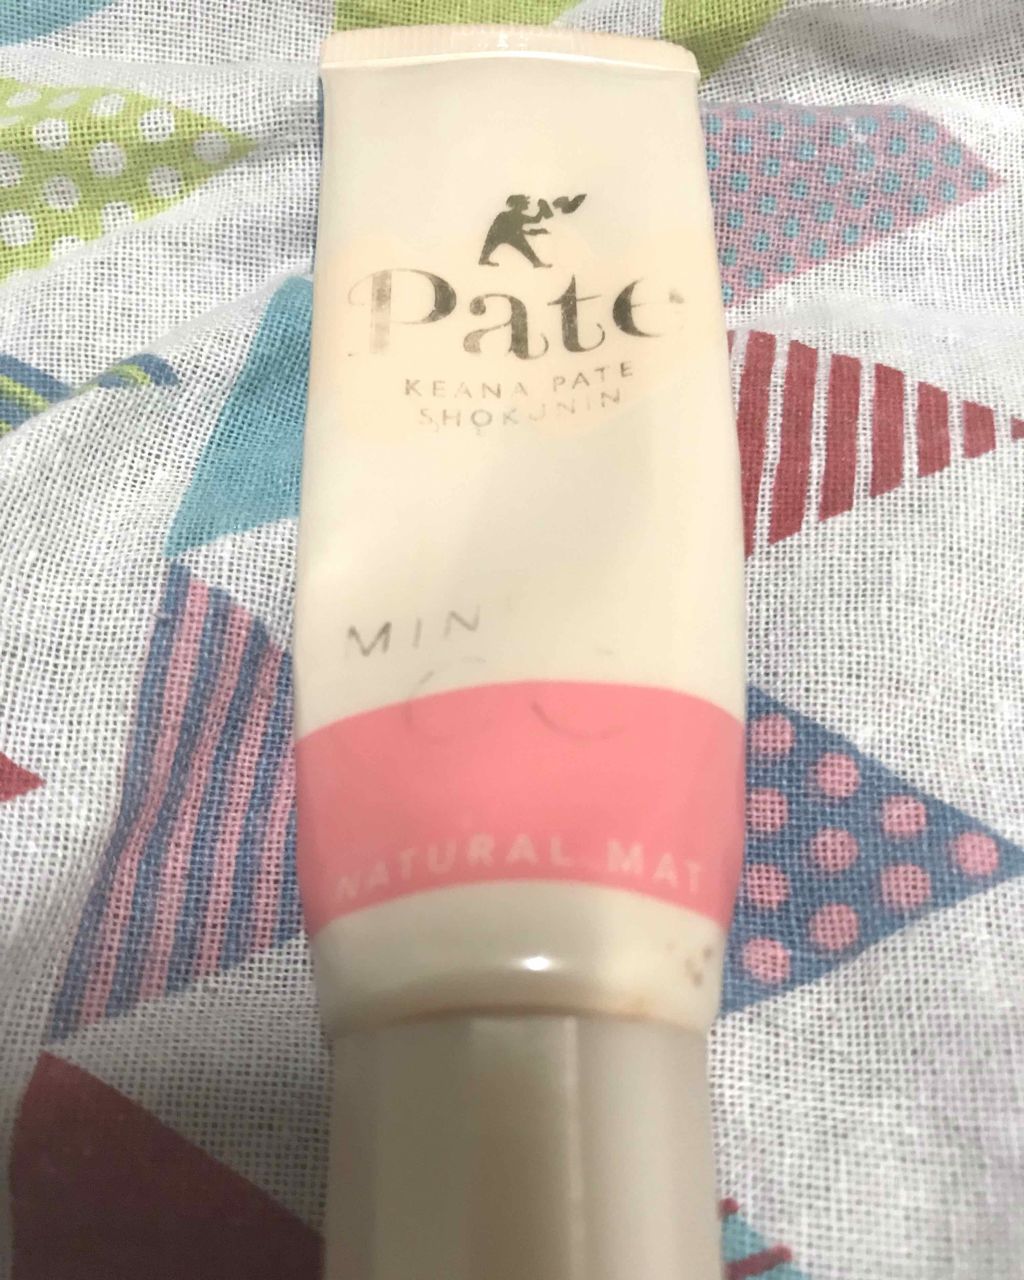 Pate
KEANA PATE
SHOKUNIN
MIN
NATURAL MAT